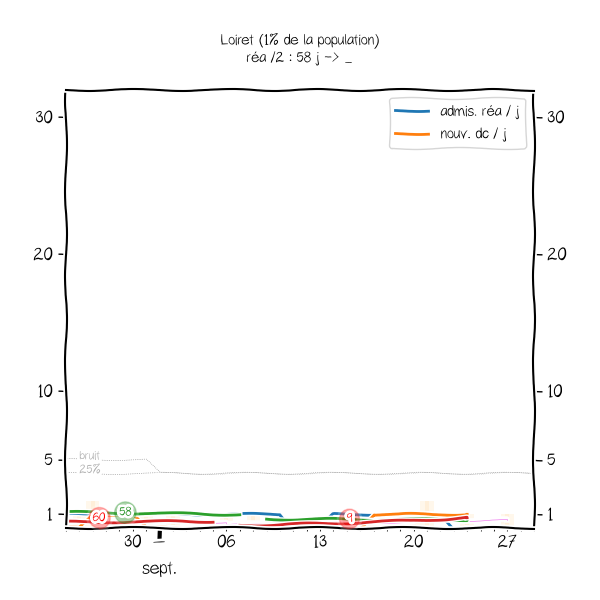 Loiret (1% de la population)
réa /2 : 58 j -> _
admis. réa / j
nouv. dc / j
30 30
20 20
10 10
5 5
bruit
25%
1 1
60 58 9
30 1 06 13 20 27
sept.